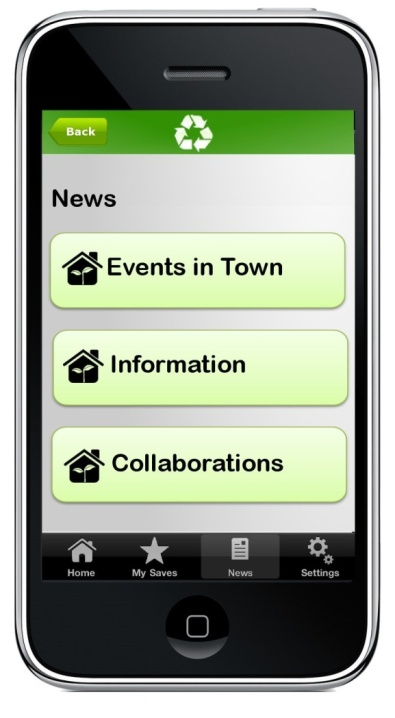 Back
News
Events in Town
Information
Collaborations
Home My Saves News Settings